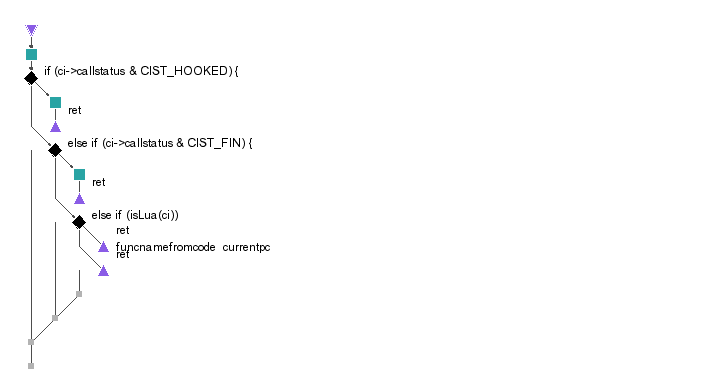 if (ci->callstatus & CIST_HOOKED) {
ret
else if (ci->callstatus & CIST_FIN) {
ret
else if (isLua(ci))
ret
funcnamefromcode currentpc
ret